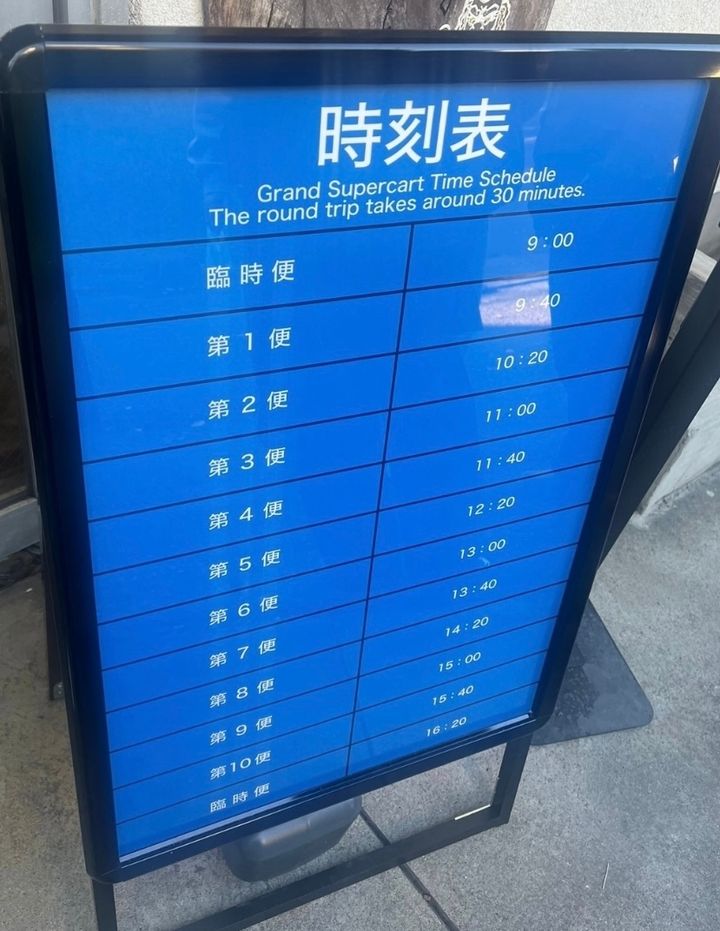 時刻表
Grand Supercart Time Schedule
The round trip takes around 30 minutes.
臨時便 9:00
第1便 9:40
第2便 10:20
第3便 11:00
第4便 11:40
第5便 12:20
第6便 13:00
第7便 13:40
第8便 14:20
第9便 15:00
第10便 15:40
臨時便 16:20